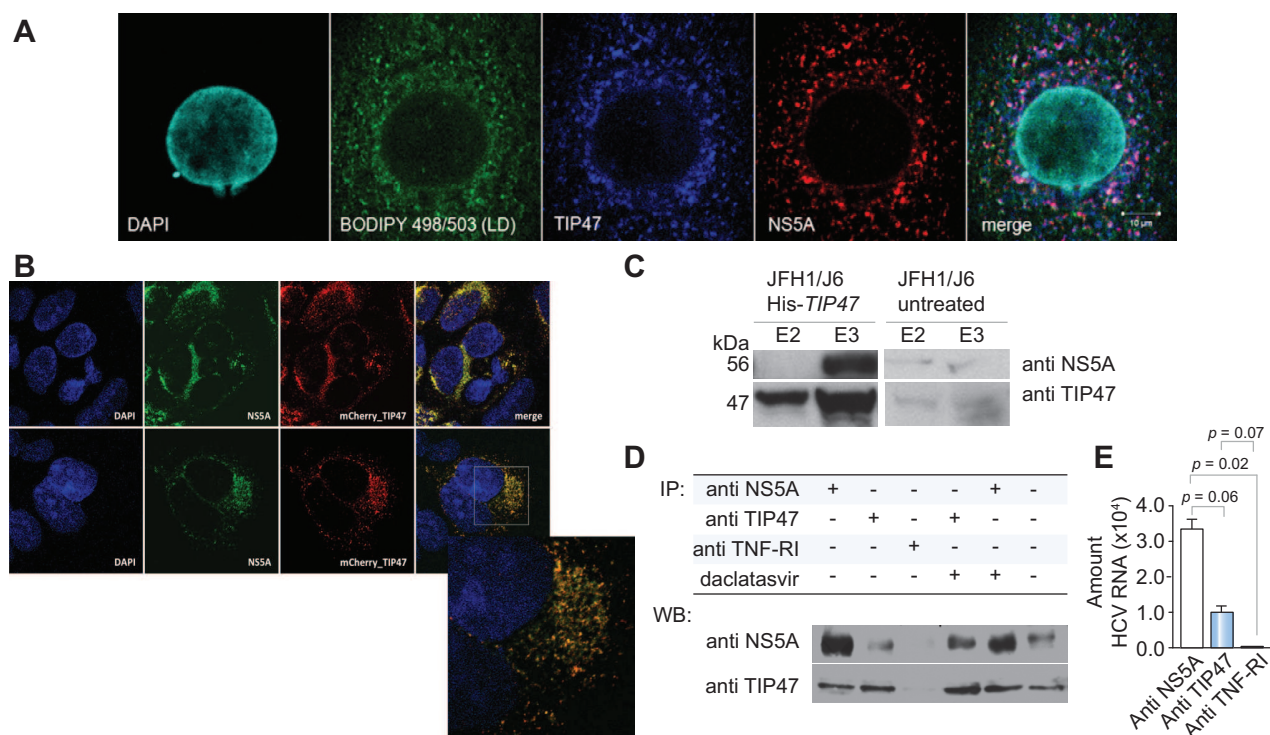 A
DAPI
BODIPY 498/503 (LD)
TIP47
NS5A
merge
10 µm
B
DAPI
NS5A
mCherry_TIP47
merge
DAPI
NS5A
mCherry_TIP47
C
JFH1/J6 JFH1/J6
His-TIP47 untreated
E2 E3 E2 E3
kDa
56 anti NS5A
47 anti TIP47
D
IP: anti NS5A + - - - + -
anti TIP47 - + - + - -
anti TNF-RI - - + - - -
daclatasvir - - - + + -
WB:
anti NS5A
anti TIP47
E
p = 0.07
p = 0.02
p = 0.06
Amount
HCV RNA (x10⁴)
4.0
3.0
2.0
1.0
0
Anti NS5A
Anti TIP47
Anti TNF-RI